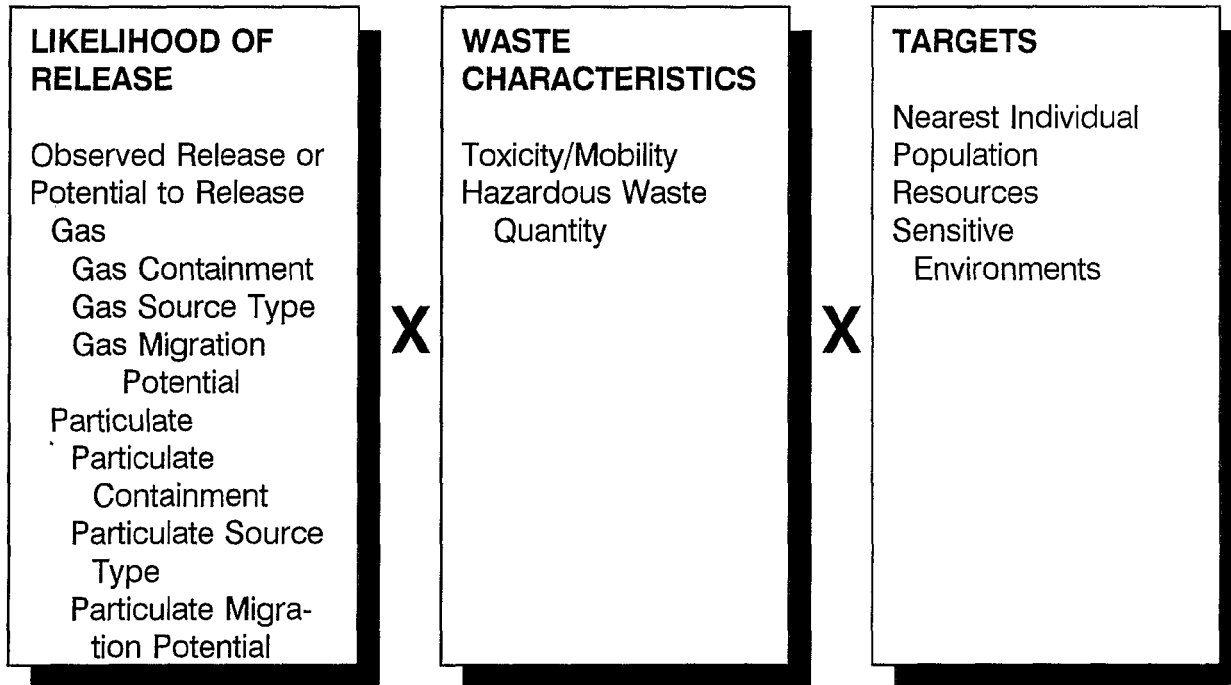 LIKELIHOOD OF
RELEASE
Observed Release or
Potential to Release
Gas
Gas Containment
Gas Source Type
Gas Migration
Potential
Particulate
Particulate
Containment
Particulate Source
Type
Particulate Migra-
tion Potential
X
WASTE
CHARACTERISTICS
Toxicity/Mobility
Hazardous Waste
Quantity
X
TARGETS
Nearest Individual
Population
Resources
Sensitive
Environments